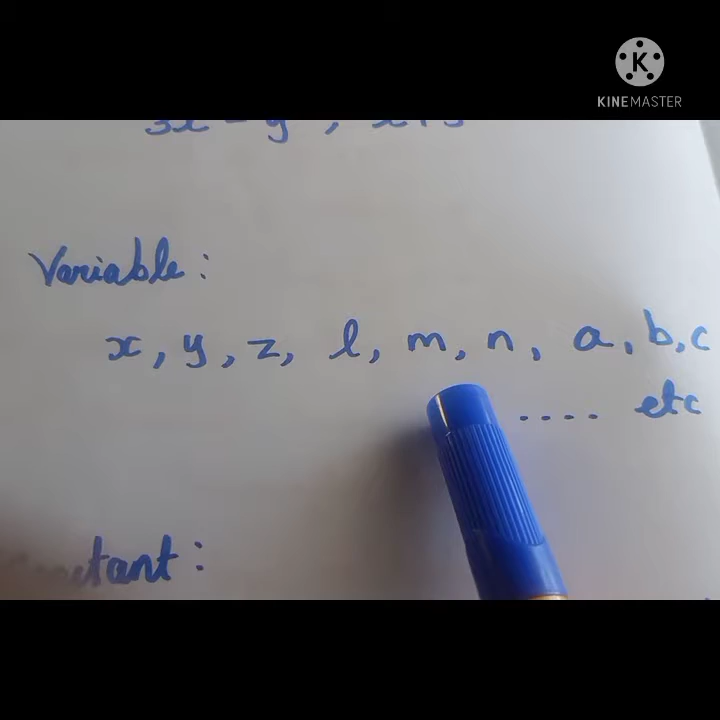 K
KINEMASTER
Variable:
x, y, z, l, m, n, a, b, c
.... etc